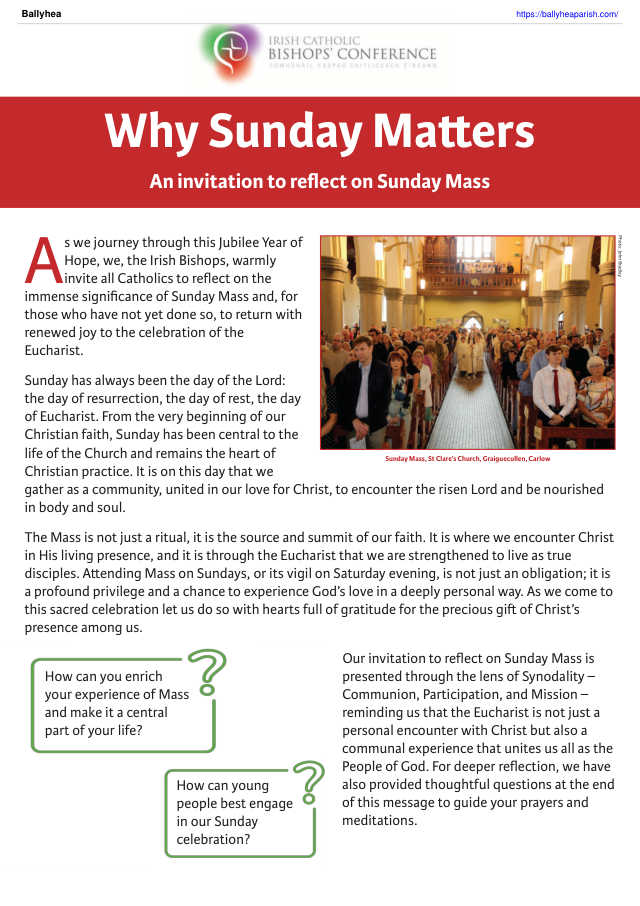 Ballyhea
https://ballyheaparish.com/
IRISH CATHOLIC
BISHOPS' CONFERENCE
Why Sunday Matters
An invitation to reflect on Sunday Mass
As we journey through this Jubilee Year of
Hope, we, the Irish Bishops, warmly
invite all Catholics to reflect on the
immense significance of Sunday Mass and, for
those who have not yet done so, to return with
renewed joy to the celebration of the
Eucharist.
Photo: John Brolley
Sunday Mass, St Clare's Church, Graiguecullen, Carlow
Sunday has always been the day of the Lord:
the day of resurrection, the day of rest, the day
of Eucharist. From the very beginning of our
Christian faith, Sunday has been central to the
life of the Church and remains the heart of
Christian practice. It is on this day that we
gather as a community, united in our love for Christ, to encounter the risen Lord and be nourished
in body and soul.
The Mass is not just a ritual, it is the source and summit of our faith. It is where we encounter Christ
in His living presence, and it is through the Eucharist that we are strengthened to live as true
disciples. Attending Mass on Sundays, or its vigil on Saturday evening, is not just an obligation; it is
a profound privilege and a chance to experience God's love in a deeply personal way. As we come to
this sacred celebration let us do so with hearts full of gratitude for the precious gift of Christ's
presence among us.
How can you enrich
your experience of Mass
and make it a central
part of your life?
?
How can young
people best engage
in our Sunday
celebration?
?
Our invitation to reflect on Sunday Mass is
presented through the lens of Synodality –
Communion, Participation, and Mission –
reminding us that the Eucharist is not just a
personal encounter with Christ but also a
communal experience that unites us all as the
People of God. For deeper reflection, we have
also provided thoughtful questions at the end
of this message to guide your prayers and
meditations.